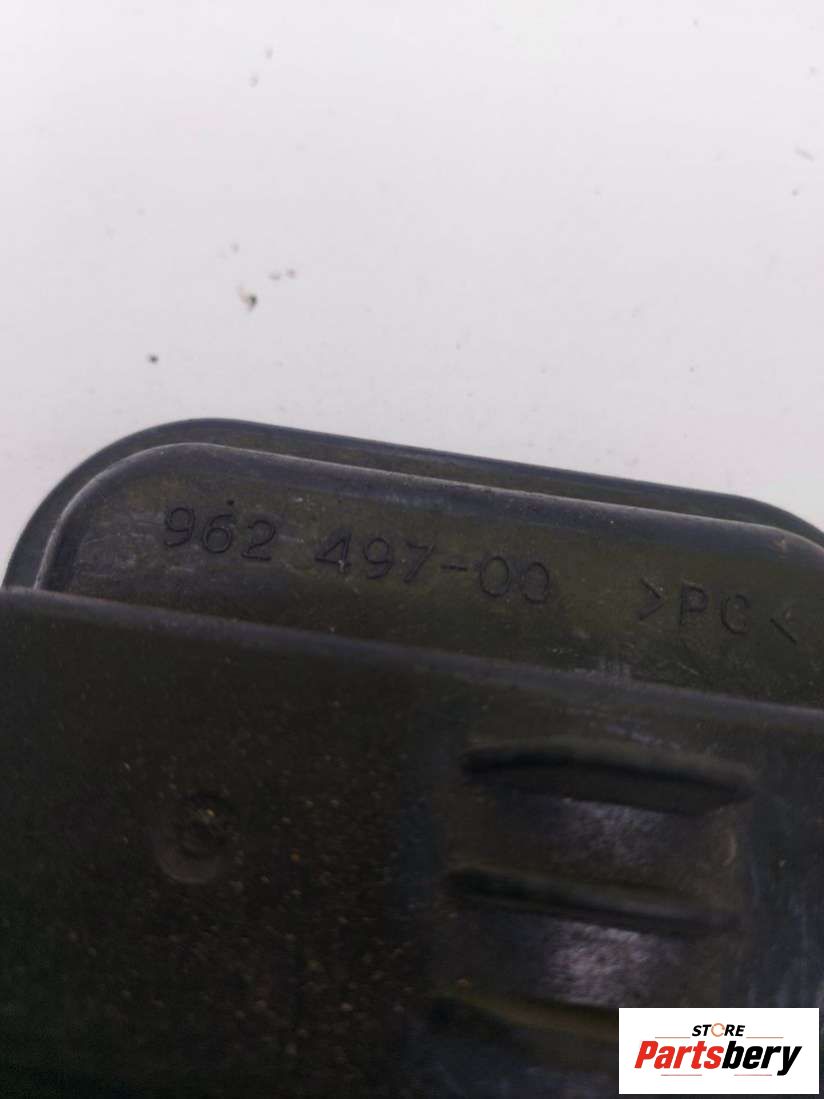 962 497-00 >PC<
STORE
Partsbery